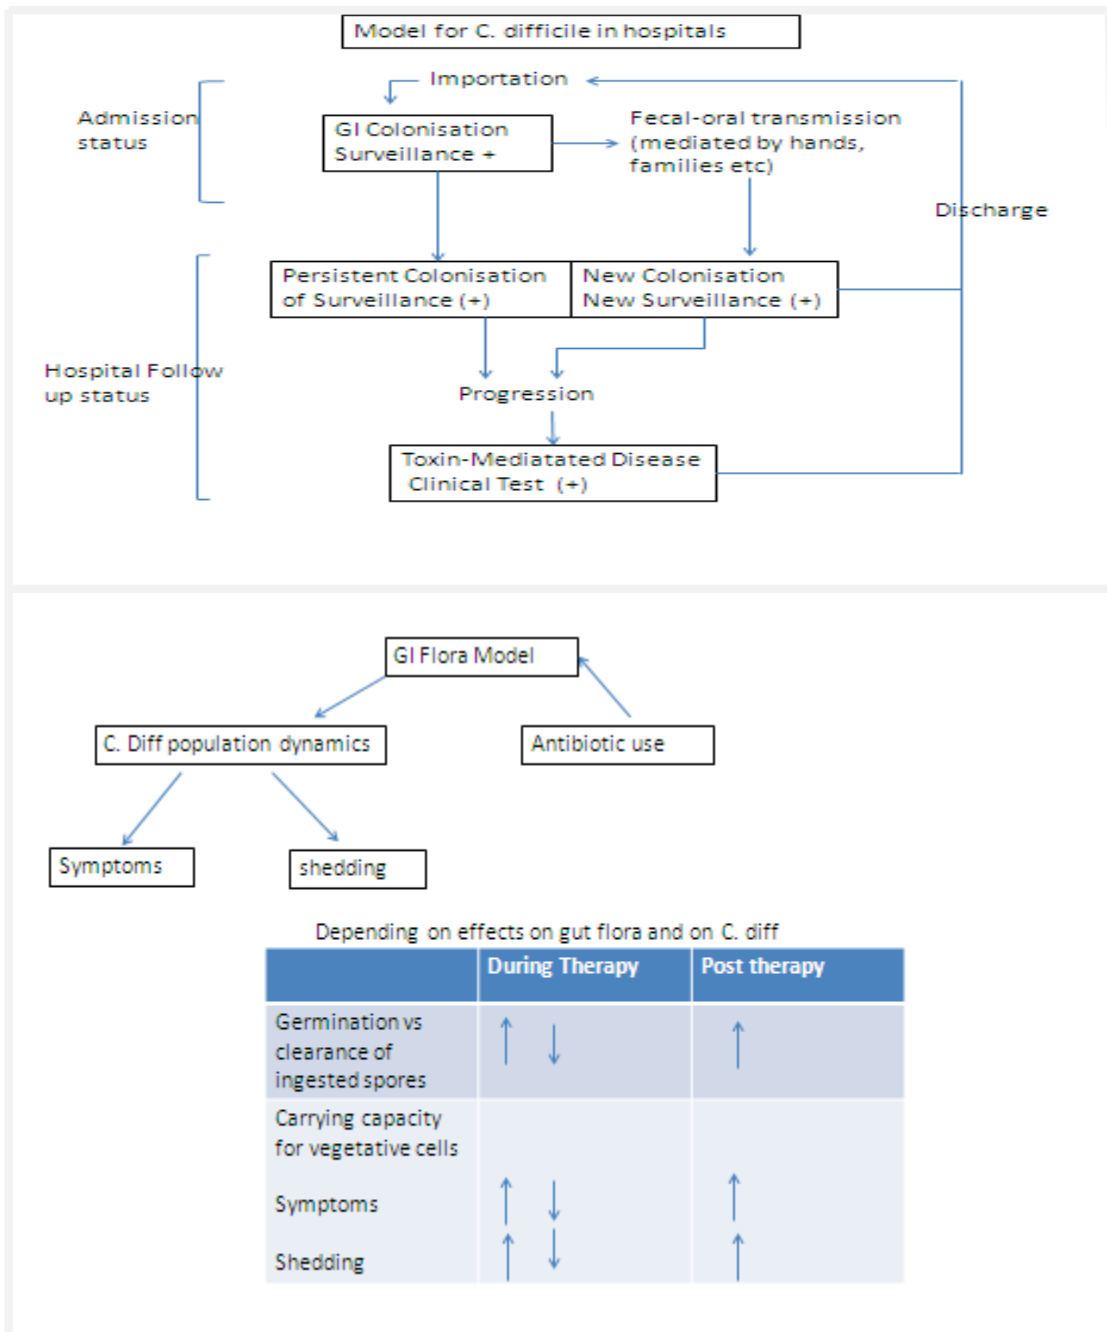 Model for C. difficile in hospitals
Importation
Admission
status
GI Colonisation
Surveillance +
Fecal-oral transmission
(mediated by hands,
families etc)
Discharge
Persistent Colonisation
of Surveillance (+)
New Colonisation
New Surveillance (+)
Hospital Follow
up status
Progression
Toxin-Mediatated Disease
Clinical Test (+)
GI Flora Model
C. Diff population dynamics
Antibiotic use
Symptoms
shedding
Depending on effects on gut flora and on C. diff
During Therapy
Post therapy
Germination vs
clearance of
ingested spores
Carrying capacity
for vegetative cells
Symptoms
Shedding